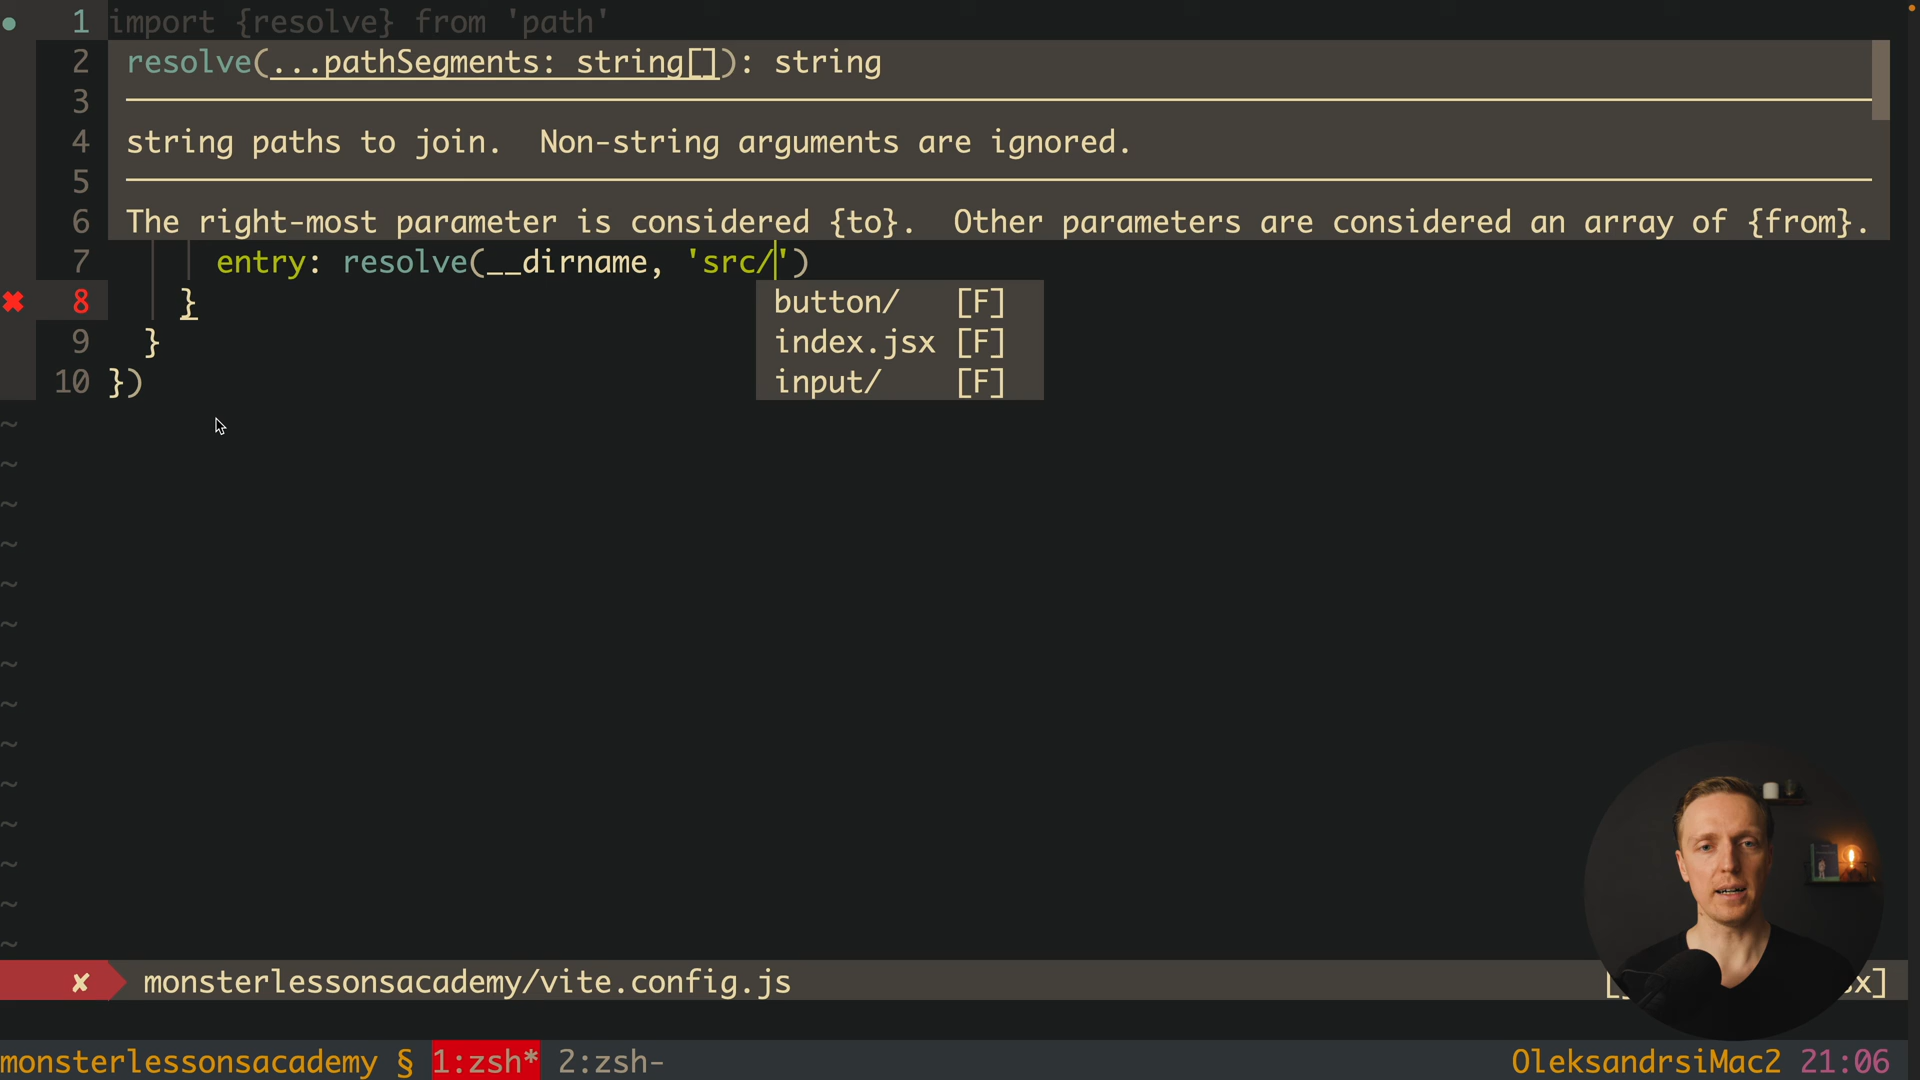 1 import {resolve} from 'path'
2 resolve(...pathSegments: string[]): string
3
4 string paths to join.  Non-string arguments are ignored.
5
6 The right-most parameter is considered {to}.  Other parameters are considered an array of {from}.
7 entry: resolve(__dirname, 'src/')
8 }
button/ [F]
9 }
index.jsx [F]
10 })
input/ [F]
~
~
~
~
~
~
~
~
~
~
~
~
~
~
✘ monsterlessonsacademy/vite.config.js
monsterlessonsacademy § 1:zsh* 2:zsh- OleksandrsiMac2 21:06